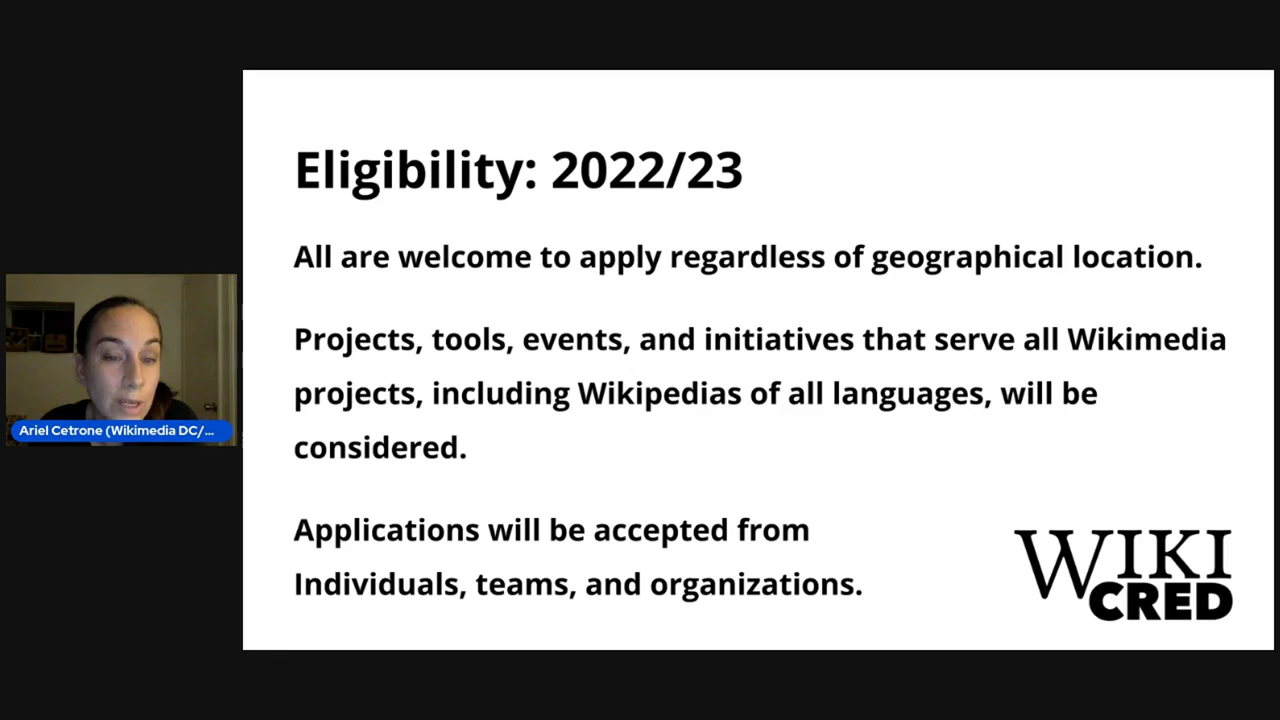 Eligibility: 2022/23
All are welcome to apply regardless of geographical location.
Projects, tools, events, and initiatives that serve all Wikimedia
projects, including Wikipedias of all languages, will be
considered.
Applications will be accepted from
Individuals, teams, and organizations.
WIKI
CRED
Ariel Cetrone (Wikimedia DC/...